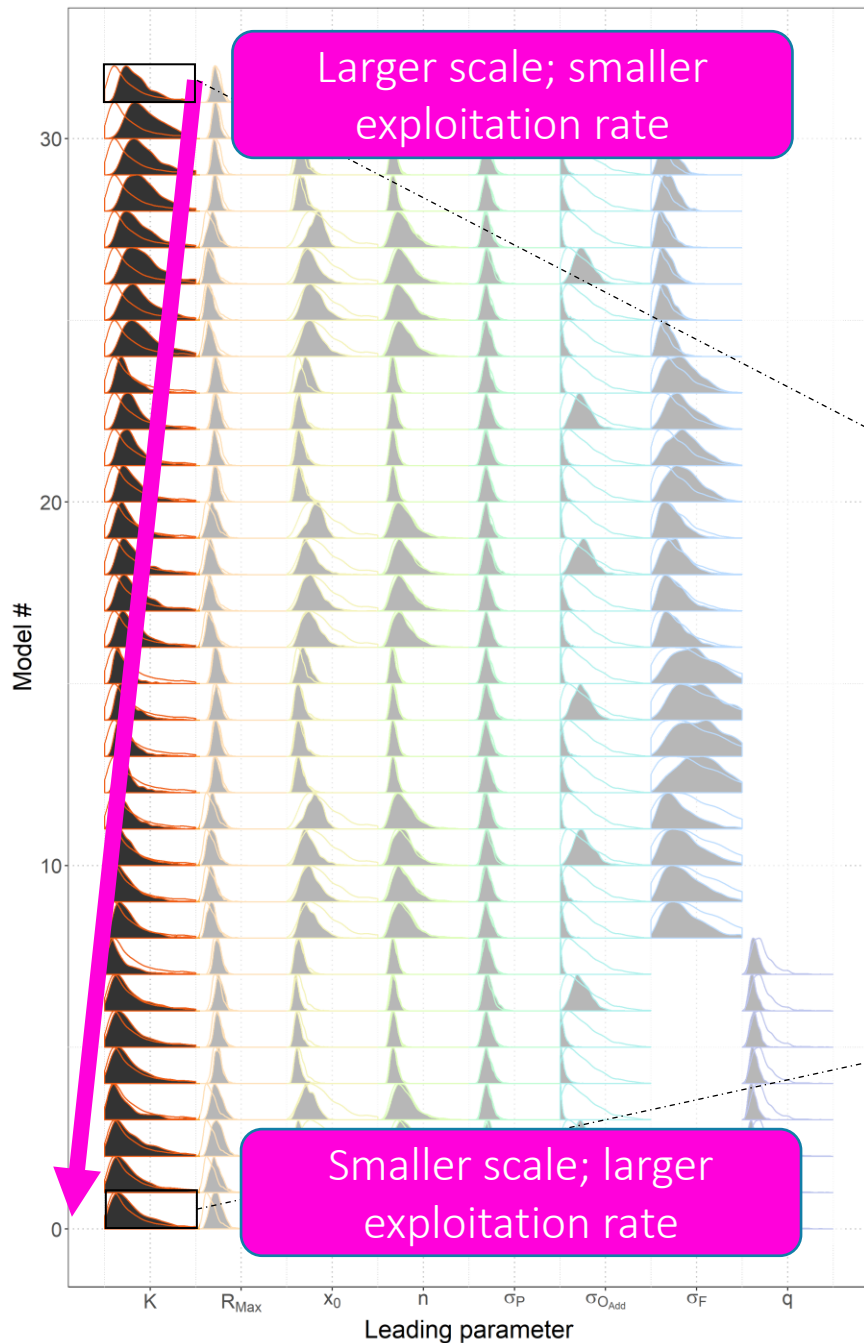 Larger scale; smaller
exploitation rate
30
20
Model #
10
Smaller scale; larger
exploitation rate
0
K R_Max x_0 n σ_P σ_O_Add σ_F q
Leading parameter